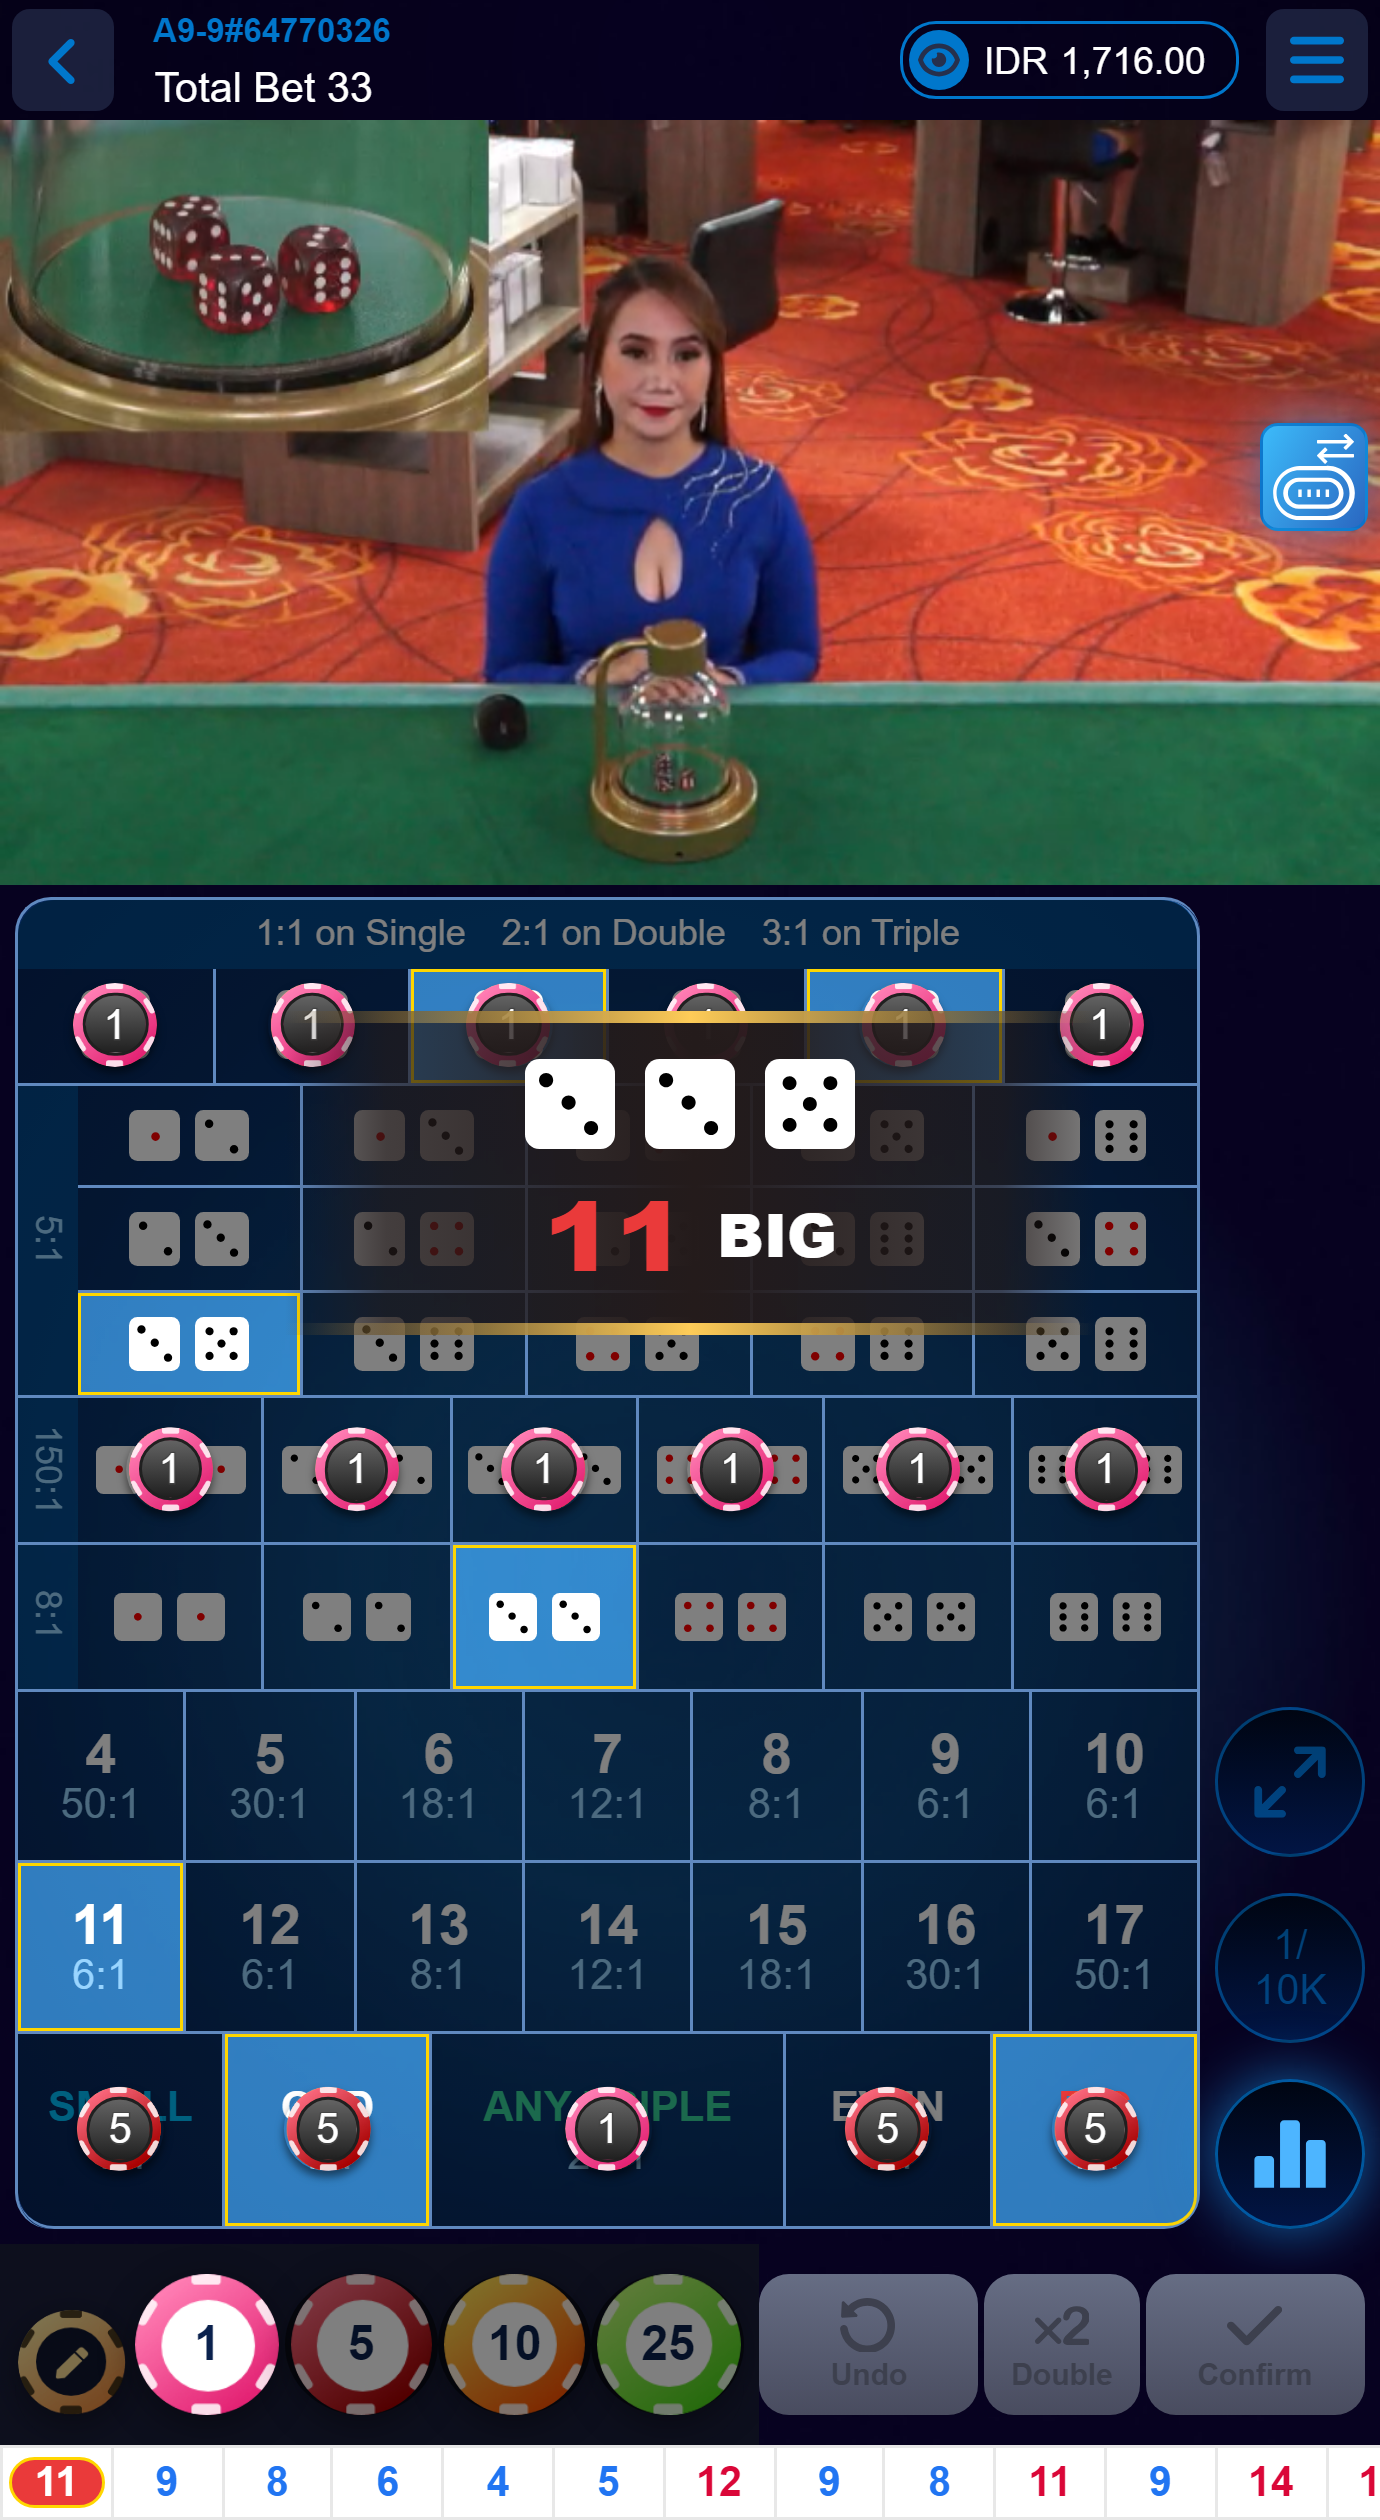 A9-9#64770326
Total Bet 33
IDR 1,716.00
1:1 on Single 2:1 on Double 3:1 on Triple
1 1 1 1 1 1
5:1
11 BIG
150:1
1 1 1 1 1 1
8:1
4 5 6 7 8 9 10
50:1 30:1 18:1 12:1 8:1 6:1 6:1
11 12 13 14 15 16 17
6:1 6:1 8:1 12:1 18:1 30:1 50:1
1/
10K
5 5 1 5 5
1 5 10 25
Undo
x2
Double
Confirm
11 9 8 6 4 5 12 9 8 11 9 14